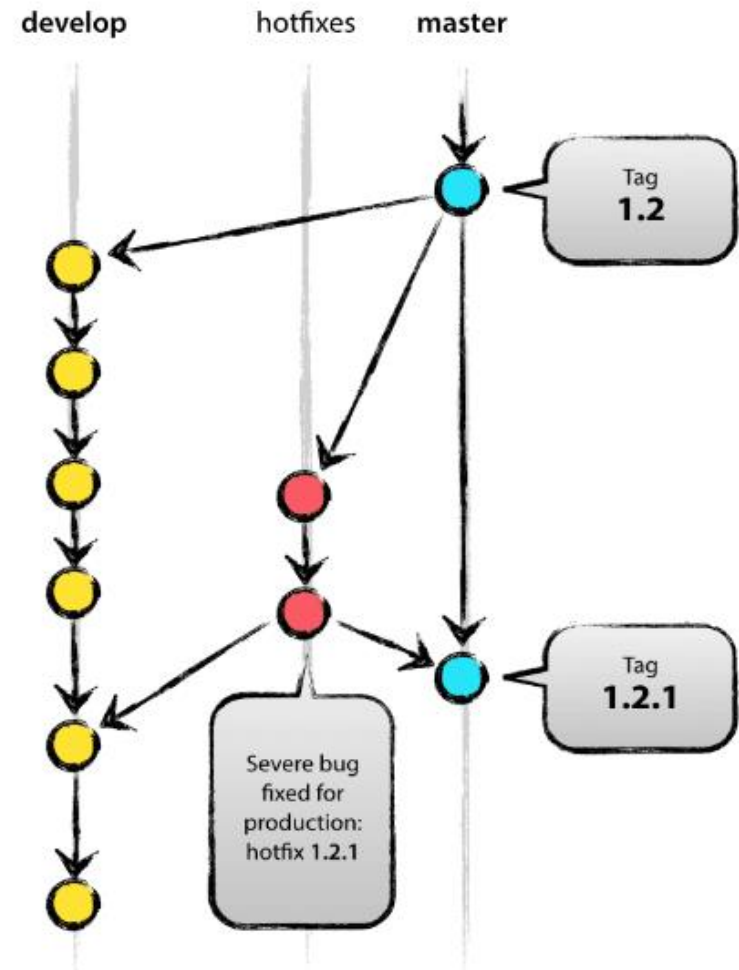 develop
hotfixes
master
Tag
1.2
Severe bug
fixed for
production:
hotfix 1.2.1
Tag
1.2.1